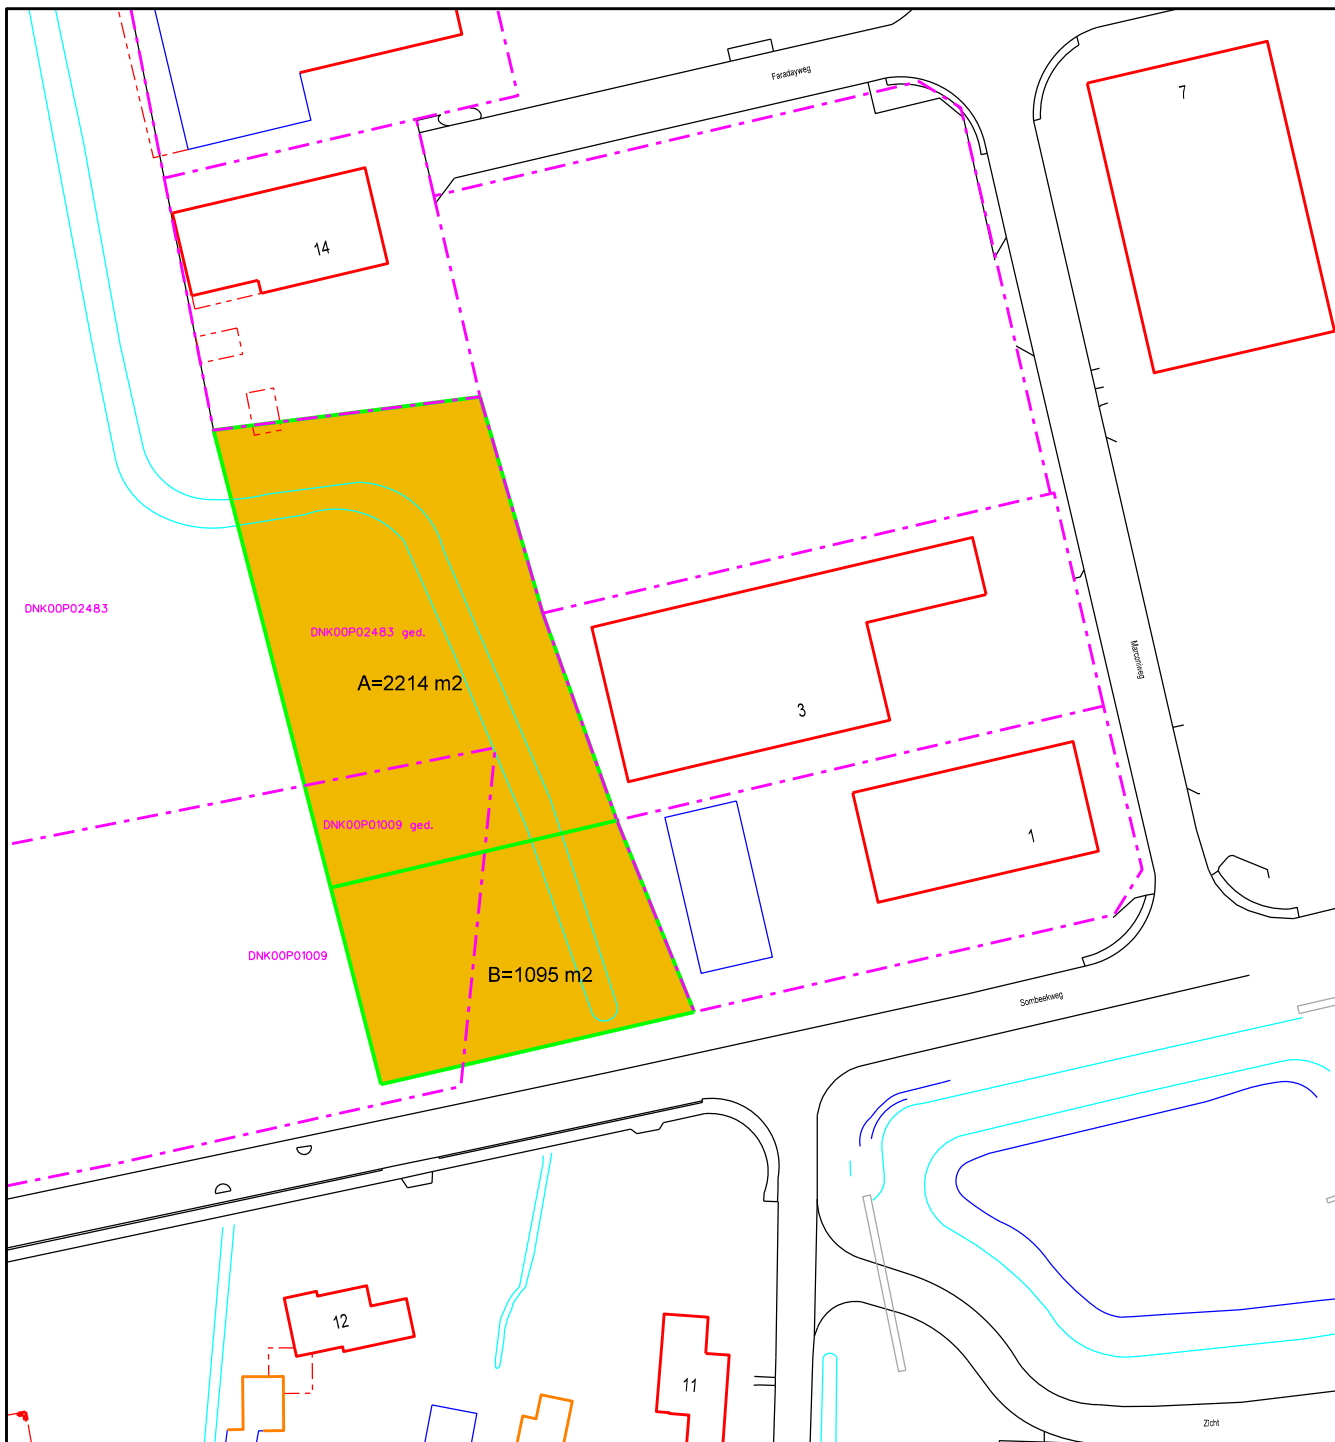 Faradayweg
7
14
DNK00P02483
DNK00P02483 ged.
A=2214 m2
Marconiweg
3
DNK00P01009 ged.
1
DNK00P01009
B=1095 m2
Sombeekweg
12
11
Zicht